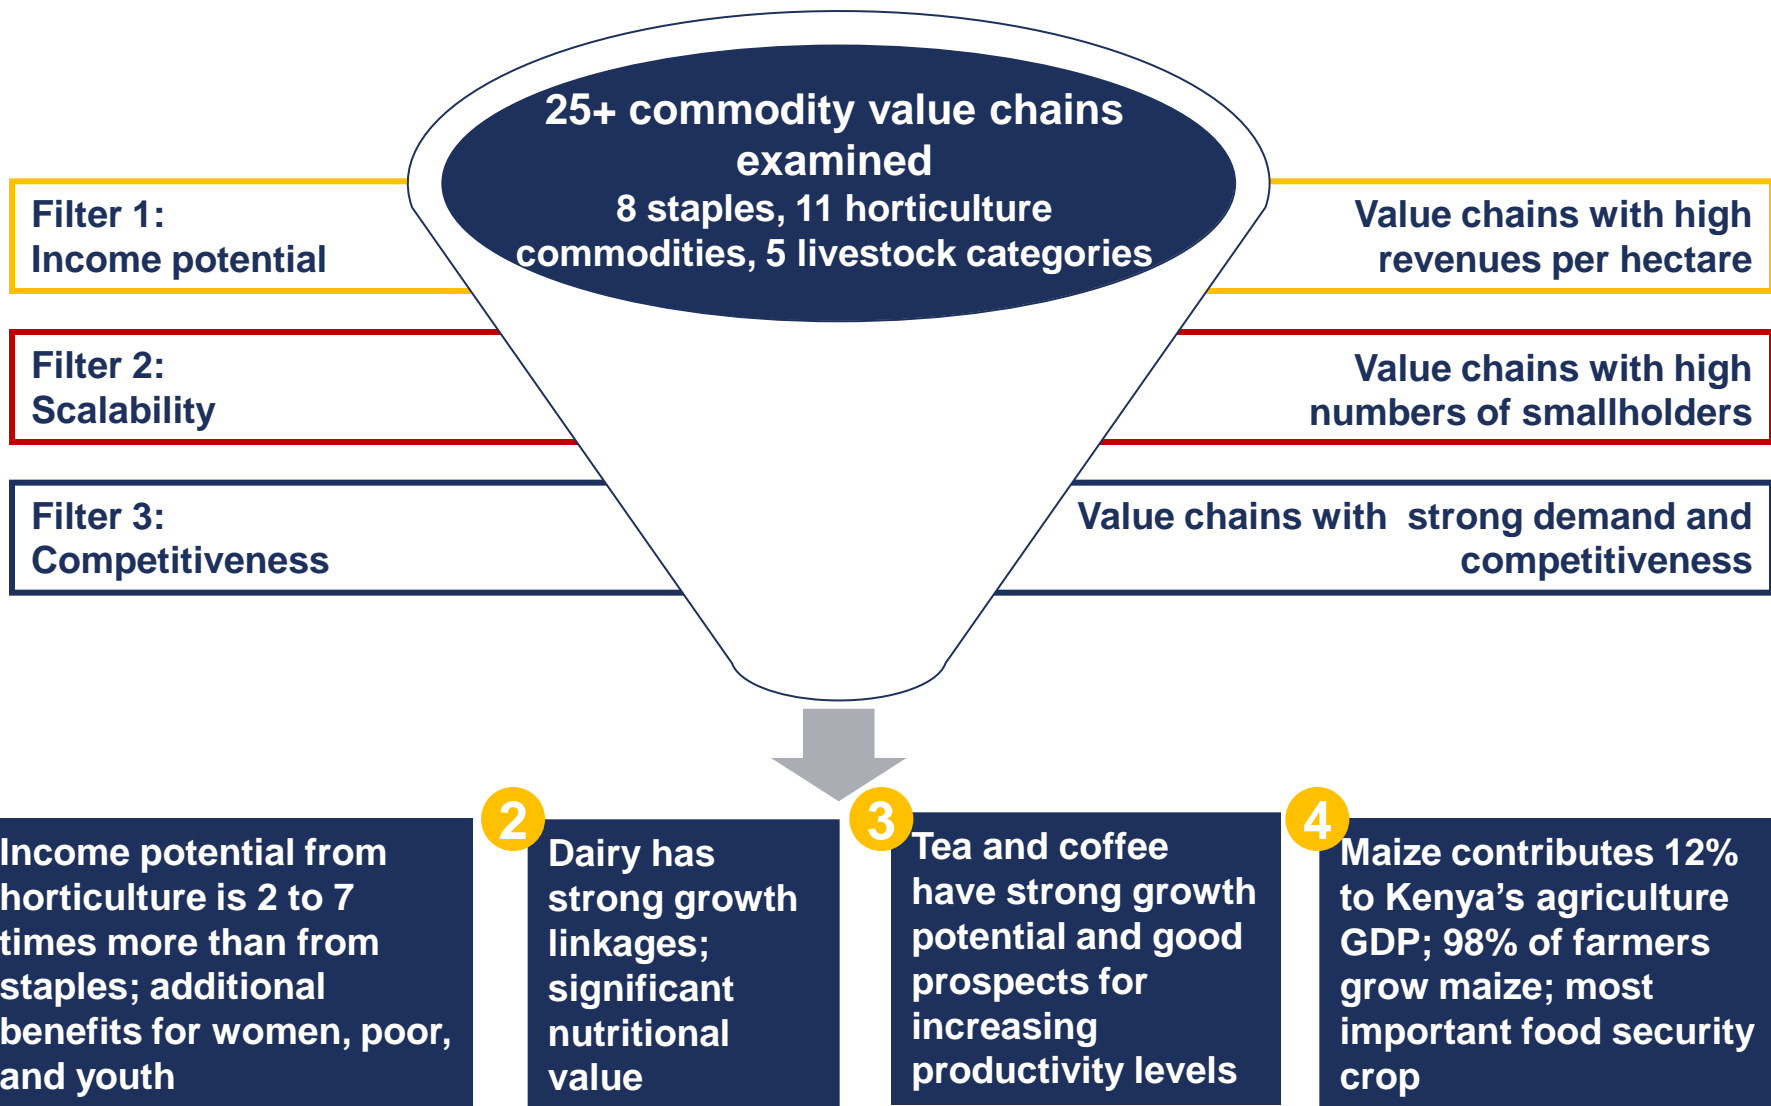 25+ commodity value chains
examined
8 staples, 11 horticulture
commodities, 5 livestock categories
Filter 1:
Income potential
Value chains with high
revenues per hectare
Filter 2:
Scalability
Value chains with high
numbers of smallholders
Filter 3:
Competitiveness
Value chains with strong demand and
competitiveness
Income potential from
horticulture is 2 to 7
times more than from
staples; additional
benefits for women, poor,
and youth
2
Dairy has
strong growth
linkages;
significant
nutritional
value
3
Tea and coffee
have strong growth
potential and good
prospects for
increasing
productivity levels
4
Maize contributes 12%
to Kenya’s agriculture
GDP; 98% of farmers
grow maize; most
important food security
crop